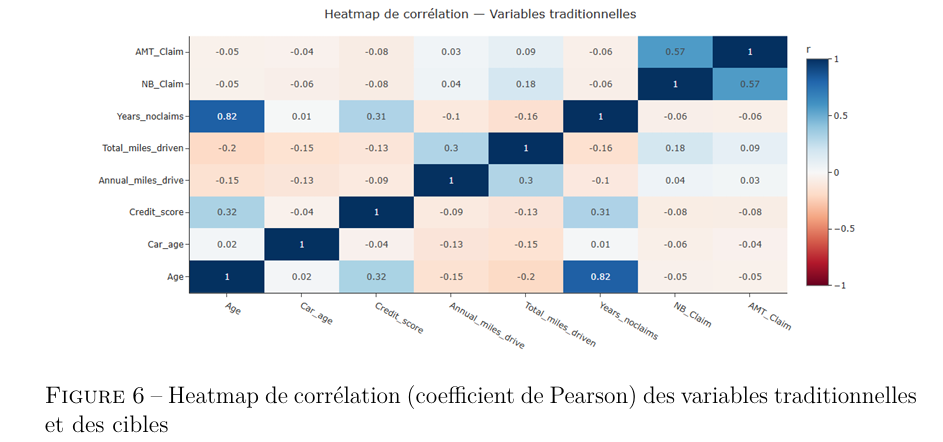 Heatmap de corrélation — Variables traditionnelles
r
AMT_Claim -0.05 -0.04 -0.08 0.03 0.09 -0.06 0.57 1
NB_Claim -0.05 -0.06 -0.08 0.04 0.18 -0.06 1 0.57
Years_noclaims 0.82 0.01 0.31 -0.1 -0.16 1 -0.06 -0.06
Total_miles_driven -0.2 -0.15 -0.13 0.3 1 -0.16 0.18 0.09
Annual_miles_drive -0.15 -0.13 -0.09 1 0.3 -0.1 0.04 0.03
Credit_score 0.32 -0.04 1 -0.09 -0.13 0.31 -0.08 -0.08
Car_age 0.02 1 -0.04 -0.13 -0.15 0.01 -0.06 -0.04
Age 1 0.02 0.32 -0.15 -0.2 0.82 -0.05 -0.05
Age Car_age Credit_score Annual_miles_drive Total_miles_driven Years_noclaims NB_Claim AMT_Claim
1
0.5
0
−0.5
−1
FIGURE 6 – Heatmap de corrélation (coefficient de Pearson) des variables traditionnelles
et des cibles